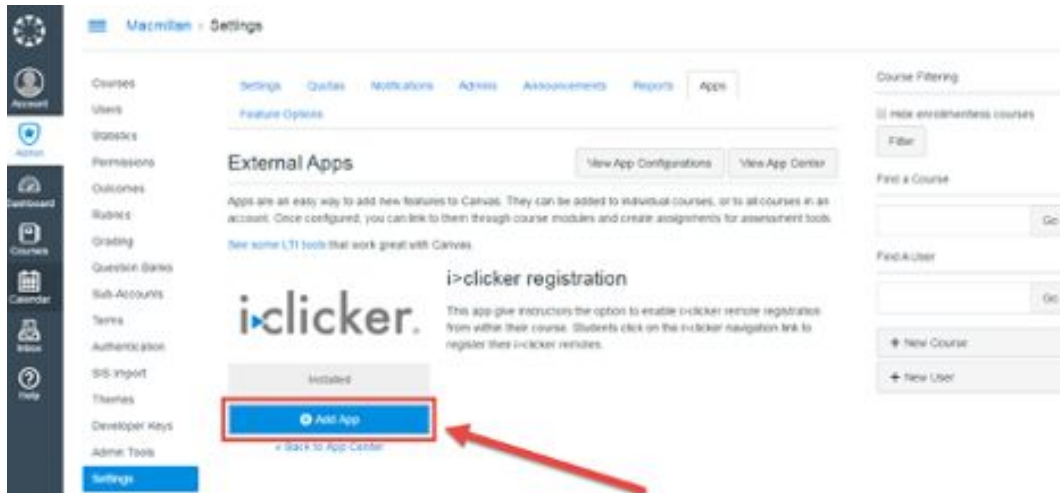 Macmillan > Settings
Account
Admin
Dashboard
Courses
Calendar
Inbox
Help
Courses
Users
Statistics
Permissions
Outcomes
Rubrics
Grading
Question Banks
Sub-Accounts
Terms
Authentication
SIS Import
Themes
Developer Keys
Admin Tools
Settings
Settings Quotas Notifications Admins Announcements Reports Apps
Feature Options
External Apps
View App Configurations
View App Center
Apps are an easy way to add new features to Canvas. They can be added to individual courses, or to all courses in an
account. Once configured, you can link to them through course modules and create assignments for assessment tools.
See some LTI tools that work great with Canvas.
i>clicker.
i>clicker registration
This app give instructors the option to enable i>clicker remote registration
from within their course. Students click on the i>clicker navigation link to
register their i>clicker remotes.
Installed
Add App
< Back to App Center
Course Filtering
Hide enrollmentless courses
Filter
Find a Course
Go
Find A User
Go
+ New Course
+ New User